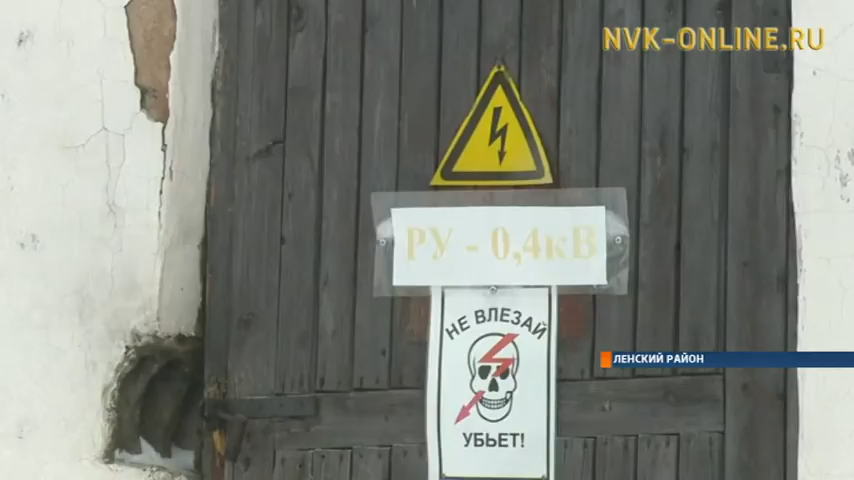 NVK-ONLINE.RU
РУ - 0,4кВ
НЕ ВЛЕЗАЙ
ЛЕНСКИЙ РАЙОН
УБЬЕТ!